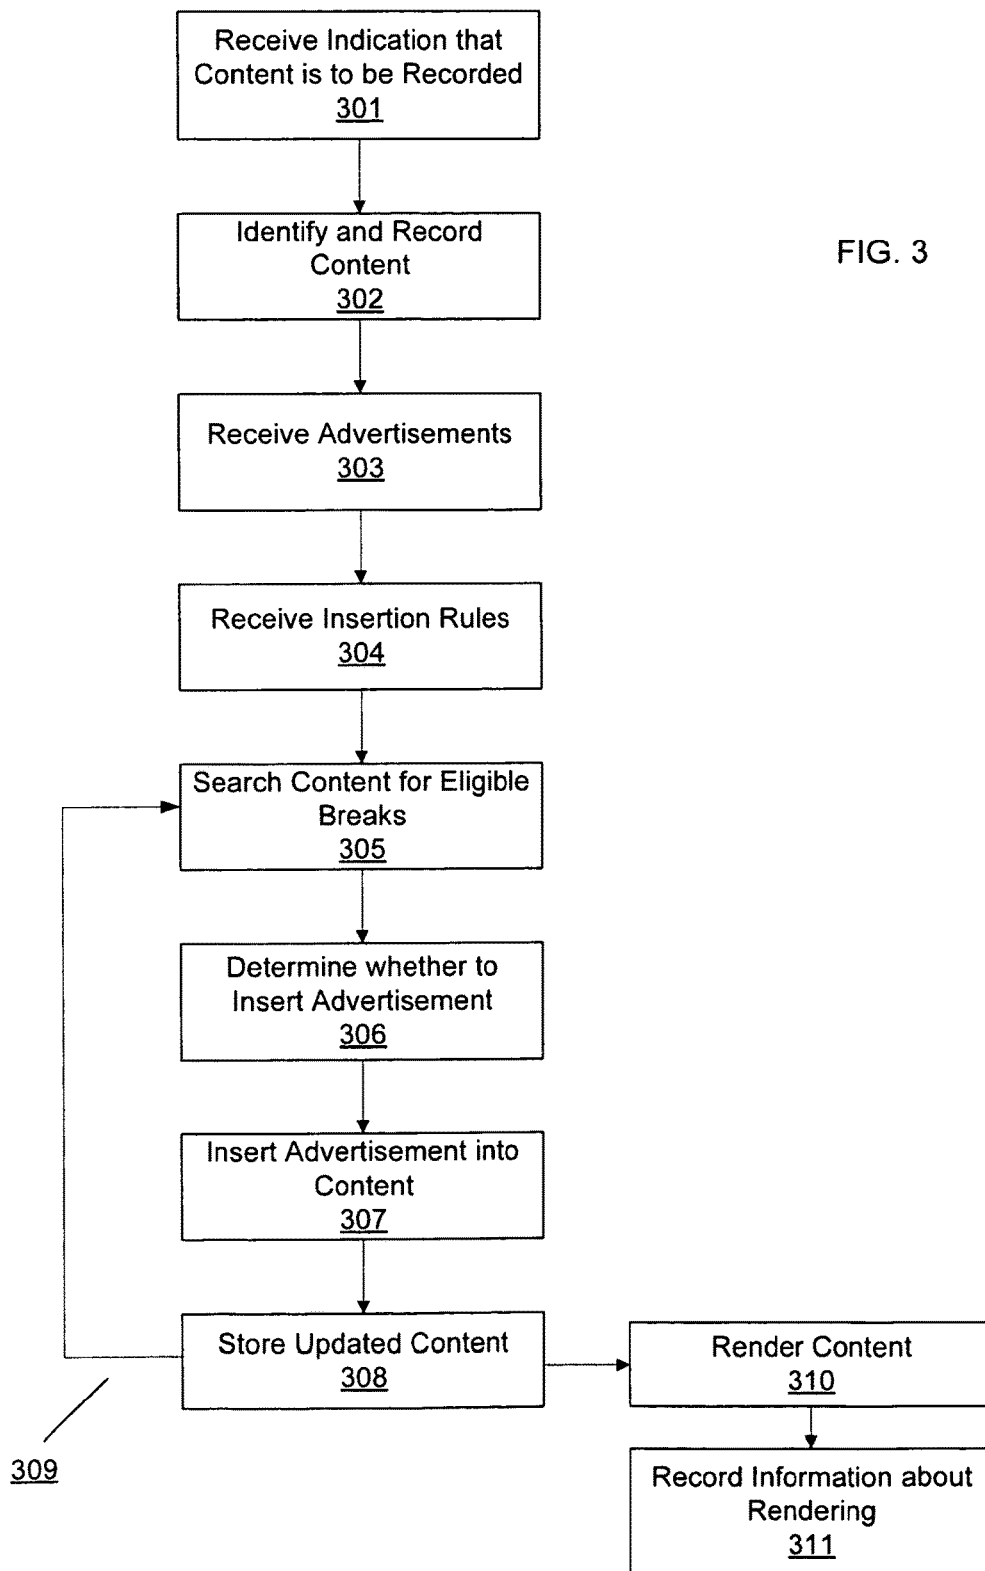 Receive Indication that
Content is to be Recorded
301
Identify and Record
Content
302
FIG. 3
Receive Advertisements
303
Receive Insertion Rules
304
Search Content for Eligible
Breaks
305
Determine whether to
Insert Advertisement
306
Insert Advertisement into
Content
307
Store Updated Content
308
Render Content
310
309
Record Information about
Rendering
311